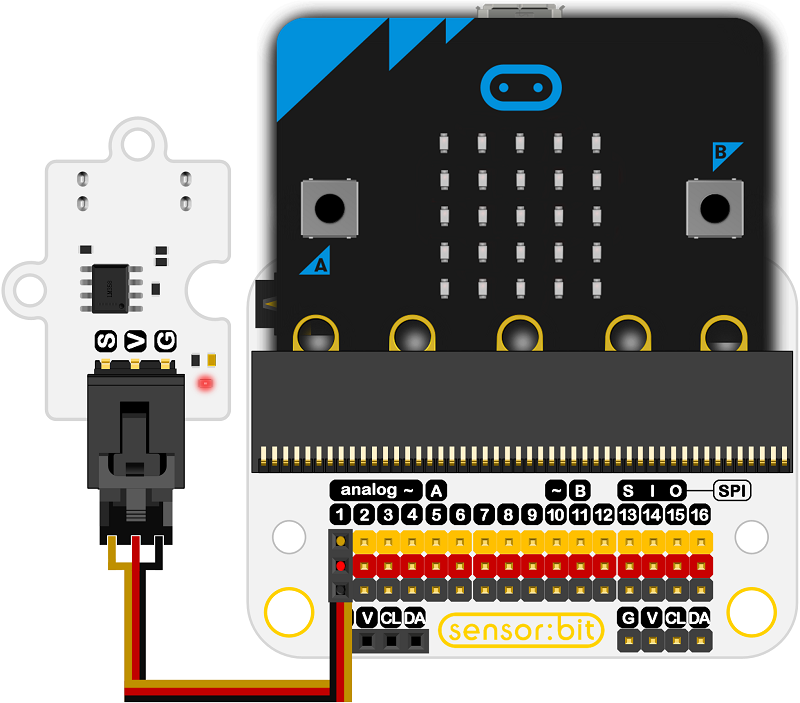 B
A
S V G
analog ~ A ~ B S I O SPI
1 2 3 4 5 6 7 8 9 10 11 12 13 14 15 16
V CL DA G V CL DA
sensor:bit